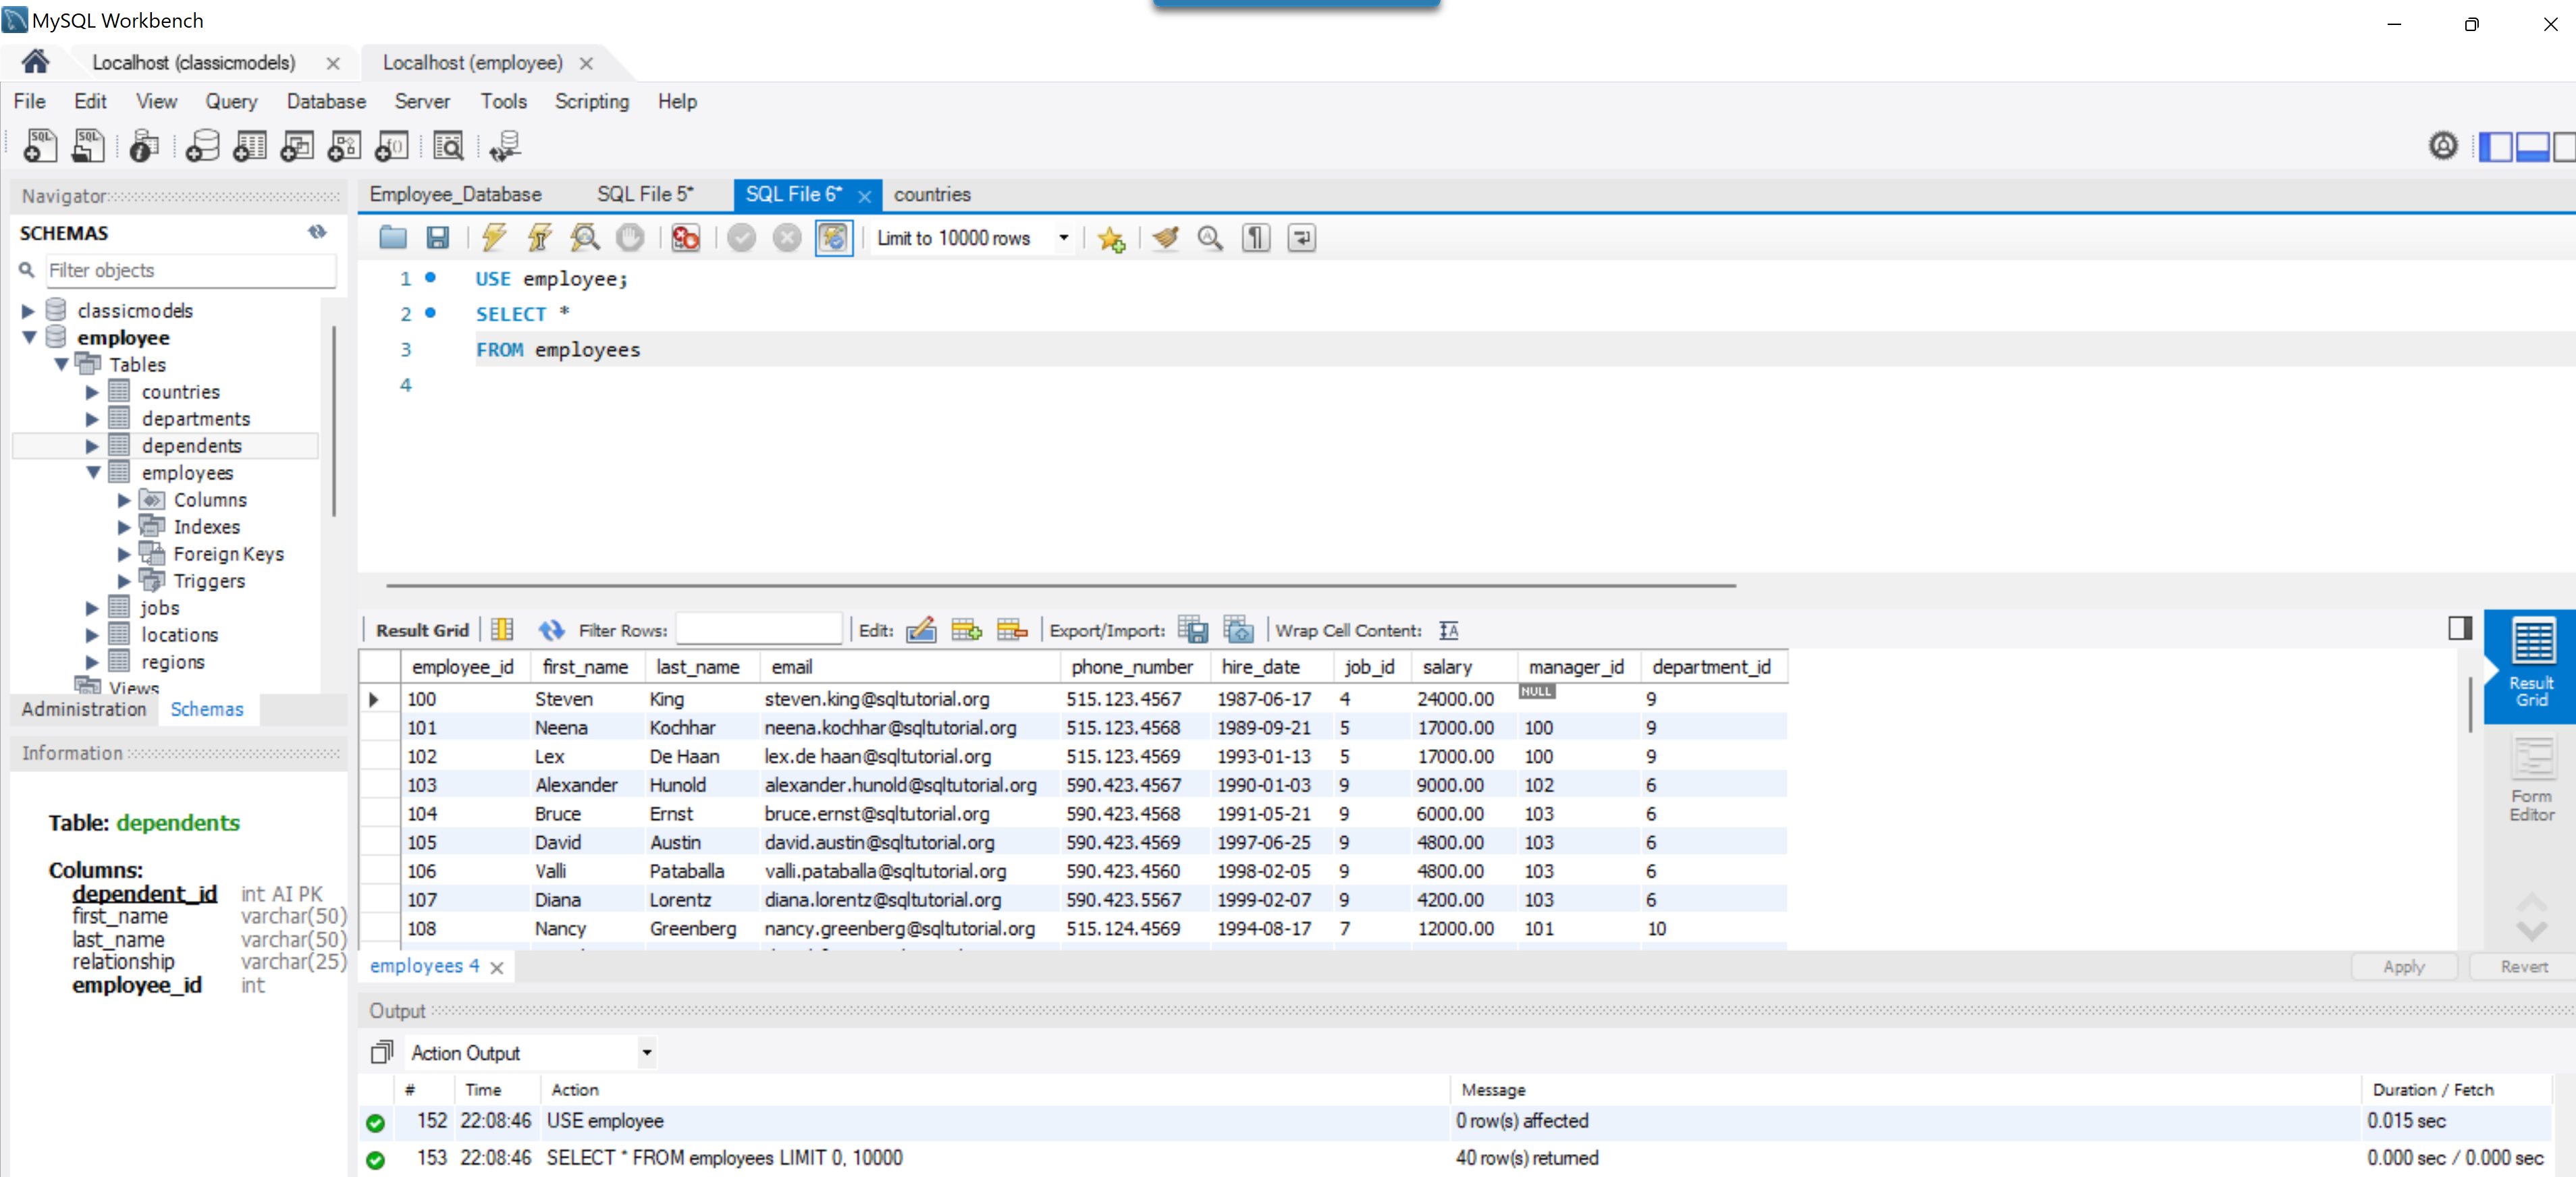 MySQL Workbench
Localhost (classicmodels)
Localhost (employee)
File Edit View Query Database Server Tools Scripting Help
Navigator
SCHEMAS
Filter objects
classicmodels
employee
Tables
countries
departments
dependents
employees
Columns
Indexes
Foreign Keys
Triggers
jobs
locations
regions
Views
Administration Schemas
Information
Table: dependents
Columns:
dependent_id int AI PK
first_name varchar(50)
last_name varchar(50)
relationship varchar(25)
employee_id int
Employee_Database SQL File 5* SQL File 6* countries
Limit to 10000 rows
1 USE employee;
2 SELECT *
3 FROM employees
4
Result Grid Filter Rows: Edit: Export/Import: Wrap Cell Content:
employee_id first_name last_name email phone_number hire_date job_id salary manager_id department_id
100 Steven King steven.king@sqltutorial.org 515.123.4567 1987-06-17 4 24000.00 NULL 9
101 Neena Kochhar neena.kochhar@sqltutorial.org 515.123.4568 1989-09-21 5 17000.00 100 9
102 Lex De Haan lex.de haan@sqltutorial.org 515.123.4569 1993-01-13 5 17000.00 100 9
103 Alexander Hunold alexander.hunold@sqltutorial.org 590.423.4567 1990-01-03 9 9000.00 102 6
104 Bruce Ernst bruce.ernst@sqltutorial.org 590.423.4568 1991-05-21 9 6000.00 103 6
105 David Austin david.austin@sqltutorial.org 590.423.4569 1997-06-25 9 4800.00 103 6
106 Valli Pataballa valli.pataballa@sqltutorial.org 590.423.4560 1998-02-05 9 4800.00 103 6
107 Diana Lorentz diana.lorentz@sqltutorial.org 590.423.5567 1999-02-07 9 4200.00 103 6
108 Nancy Greenberg nancy.greenberg@sqltutorial.org 515.124.4569 1994-08-17 7 12000.00 101 10
Result
Grid
Form
Editor
employees 4
Apply Revert
Output
Action Output
# Time Action Message Duration / Fetch
152 22:08:46 USE employee 0 row(s) affected 0.015 sec
153 22:08:46 SELECT * FROM employees LIMIT 0, 10000 40 row(s) returned 0.000 sec / 0.000 sec